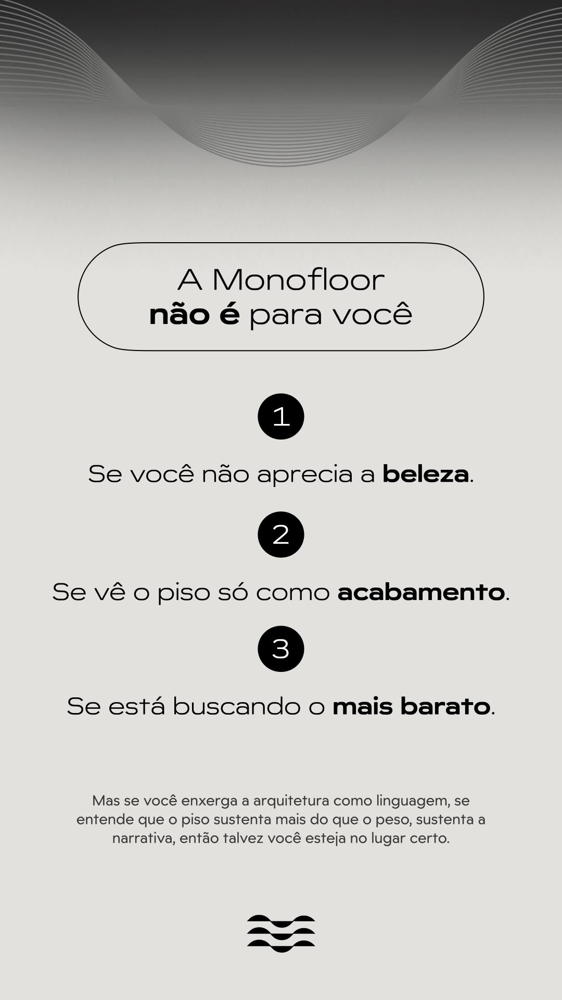 A Monofloor
não é para você
1
Se você não aprecia a beleza.
2
Se vê o piso só como acabamento.
3
Se está buscando o mais barato.
Mas se você enxerga a arquitetura como linguagem, se
entende que o piso sustenta mais do que o peso, sustenta a
narrativa, então talvez você esteja no lugar certo.